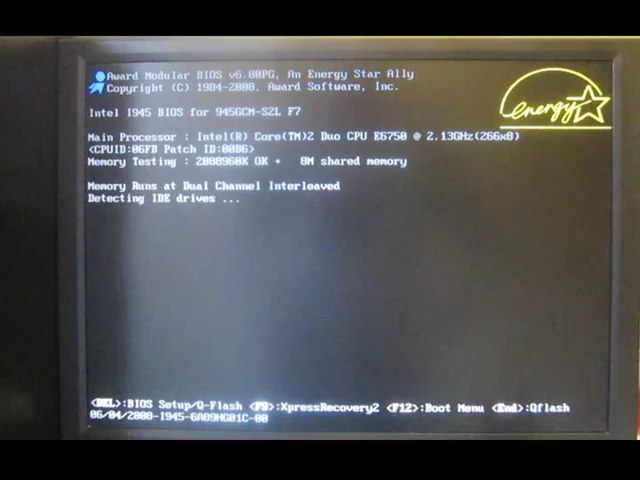 Award Modular BIOS v6.00PG, An Energy Star Ally
Copyright (C) 1984-2008, Award Software, Inc.
energy
Intel I945 BIOS for 945GCM-S2L F7
Main Processor : Intel(R) Core(TM)2 Duo CPU E6750 @ 2.13GHz(266x8)
<CPUID:06FB Patch ID:00B6>
Memory Testing : 2088960K OK + 8M shared memory
Memory Runs at Dual Channel Interleaved
Detecting IDE drives ...
<DEL>:BIOS Setup/Q-Flash <F9>:XpressRecovery2 <F12>:Boot Menu <End>:Qflash
06/04/2008-I945-6A89HG01C-00